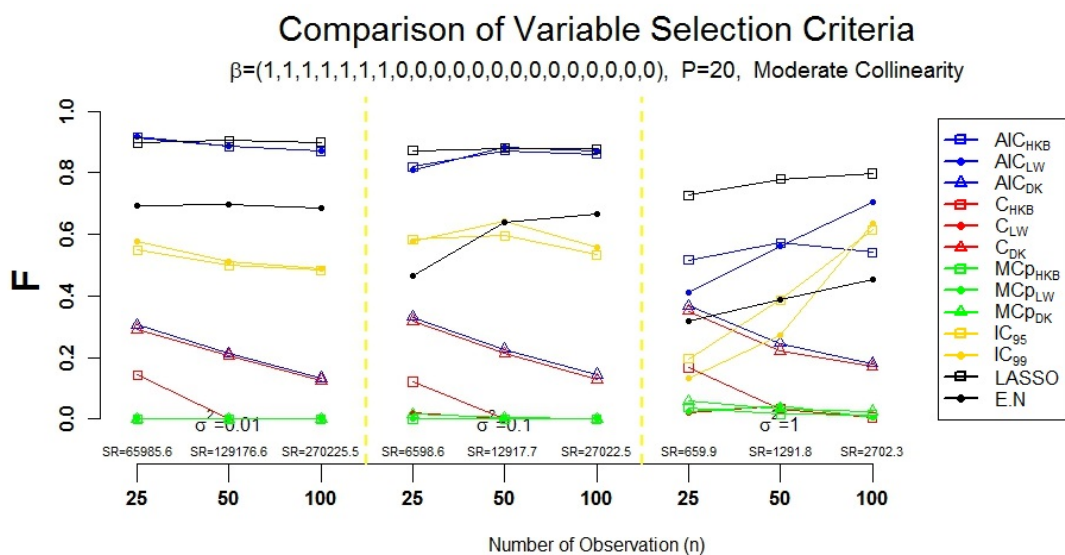 Comparison of Variable Selection Criteria
β=(1,1,1,1,1,1,1,0,0,0,0,0,0,0,0,0,0,0,0,0), P=20, Moderate Collinearity
F
1.0
0.8
0.6
0.4
0.2
0.0
σ²=0.01
σ²=0.1
σ²=1
SR=65985.6
SR=129176.6
SR=270225.5
SR=6598.6
SR=12917.7
SR=27022.5
SR=659.9
SR=1291.8
SR=2702.3
25
50
100
25
50
100
25
50
100
Number of Observation (n)
AIC_HKB
AIC_LW
AIC_DK
C_HKB
C_LW
C_DK
MCp_HKB
MCp_LW
MCp_DK
IC_95
IC_99
LASSO
E.N